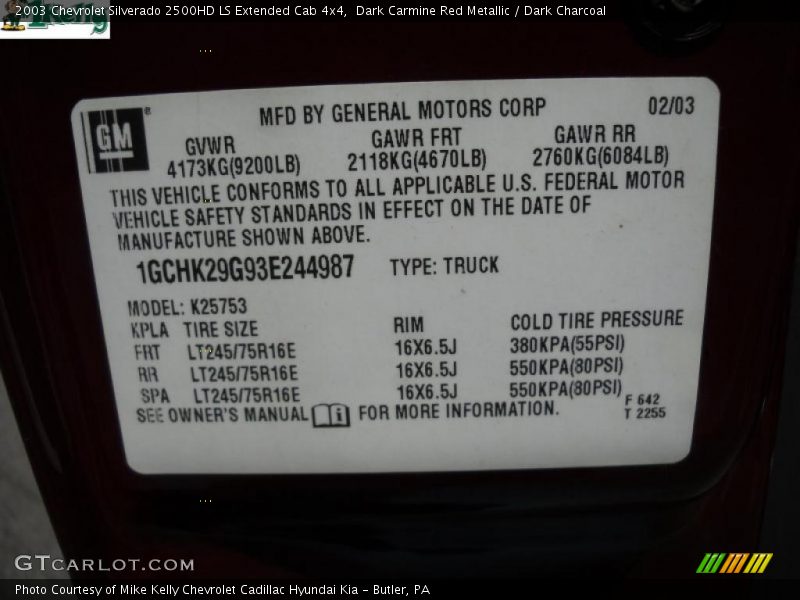 2003 Chevrolet Silverado 2500HD LS Extended Cab 4x4,  Dark Carmine Red Metallic / Dark Charcoal
GM ®
MFD BY GENERAL MOTORS CORP 02/03
GVWR GAWR FRT GAWR RR
4173KG(9200LB) 2118KG(4670LB) 2760KG(6084LB)
THIS VEHICLE CONFORMS TO ALL APPLICABLE U.S. FEDERAL MOTOR
VEHICLE SAFETY STANDARDS IN EFFECT ON THE DATE OF
MANUFACTURE SHOWN ABOVE.
1GCHK29G93E244987 TYPE: TRUCK
MODEL: K25753
KPLA TIRE SIZE RIM COLD TIRE PRESSURE
FRT LT245/75R16E 16X6.5J 380KPA(55PSI)
RR LT245/75R16E 16X6.5J 550KPA(80PSI)
SPA LT245/75R16E 16X6.5J 550KPA(80PSI)
SEE OWNER'S MANUAL FOR MORE INFORMATION.
F 642
T 2255
GTCARLOT.COM
Photo Courtesy of Mike Kelly Chevrolet Cadillac Hyundai Kia - Butler, PA